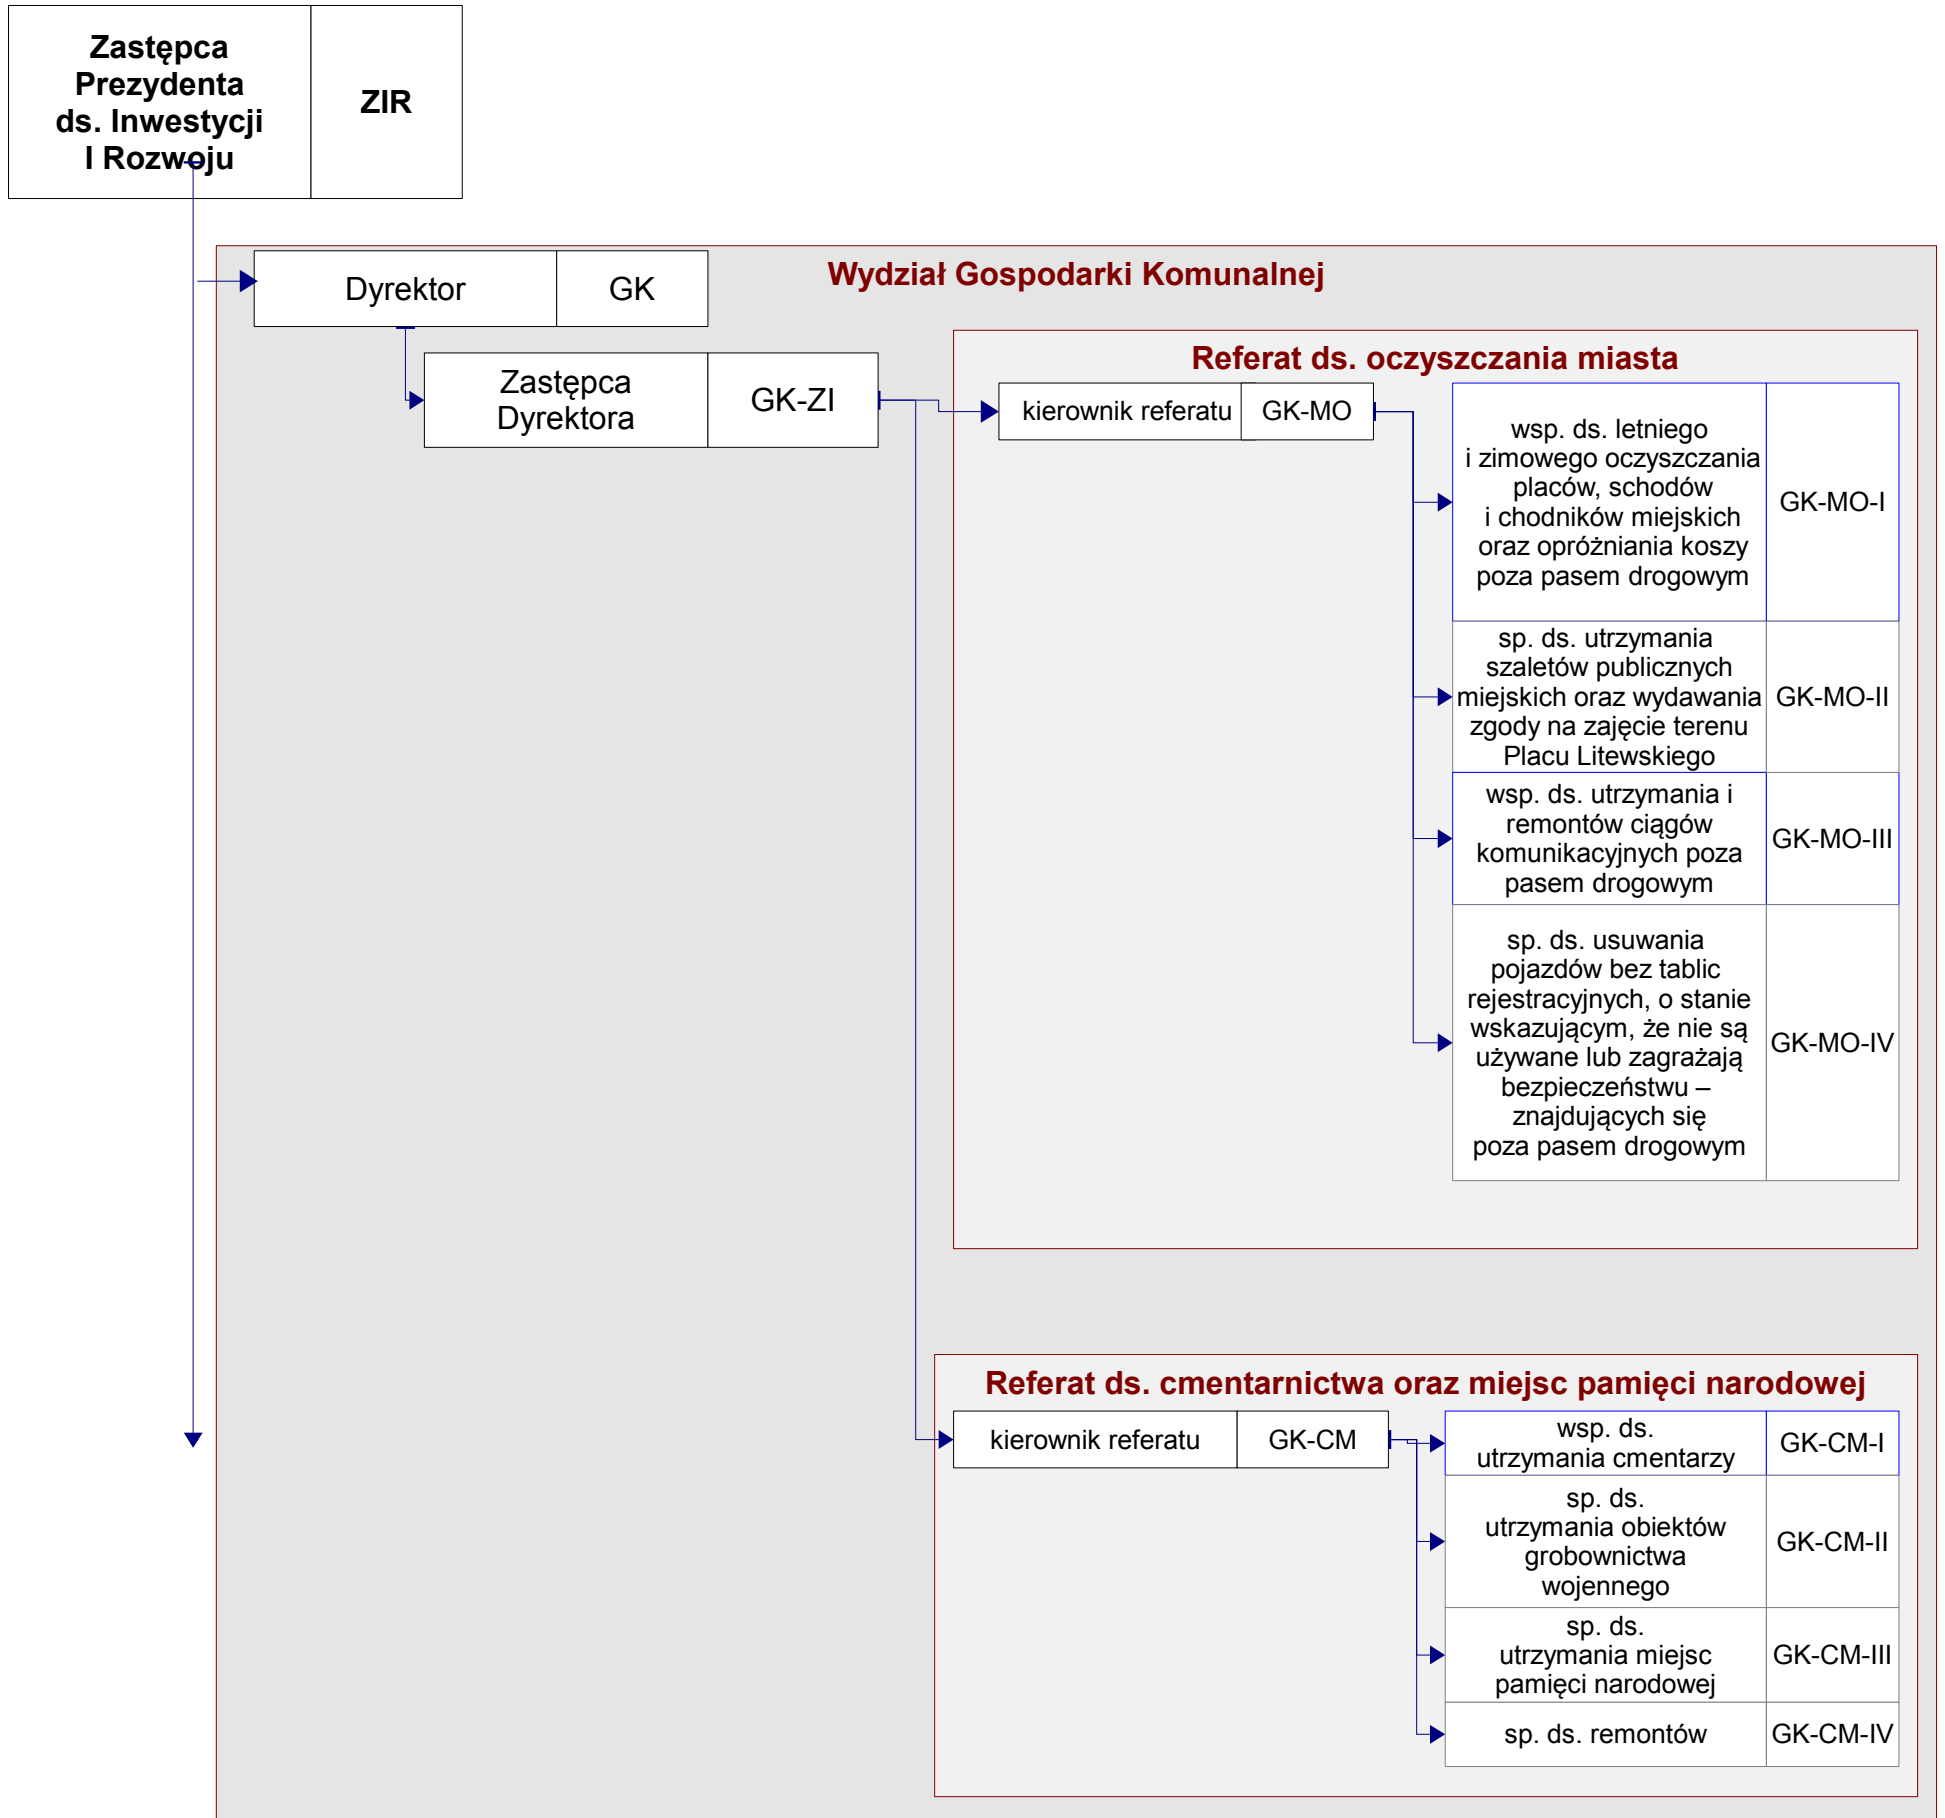 Zastępca
Prezydenta
ds. Inwestycji
I Rozwoju
ZIR
Wydział Gospodarki Komunalnej
Dyrektor
GK
Zastępca
Dyrektora
GK-ZI
Referat ds. oczyszczania miasta
kierownik referatu
GK-MO
wsp. ds. letniego
i zimowego oczyszczania
placów, schodów
i chodników miejskich
oraz opróżniania koszy
poza pasem drogowym
GK-MO-I
sp. ds. utrzymania
szaletów publicznych
miejskich oraz wydawania
zgody na zajęcie terenu
Placu Litewskiego
GK-MO-II
wsp. ds. utrzymania i
remontów ciągów
komunikacyjnych poza
pasem drogowym
GK-MO-III
sp. ds. usuwania
pojazdów bez tablic
rejestracyjnych, o stanie
wskazującym, że nie są
używane lub zagrażają
bezpieczeństwu –
znajdujących się
poza pasem drogowym
GK-MO-IV
Referat ds. cmentarnictwa oraz miejsc pamięci narodowej
kierownik referatu
GK-CM
wsp. ds.
utrzymania cmentarzy
GK-CM-I
sp. ds.
utrzymania obiektów
grobownictwa
wojennego
GK-CM-II
sp. ds.
utrzymania miejsc
pamięci narodowej
GK-CM-III
sp. ds. remontów
GK-CM-IV